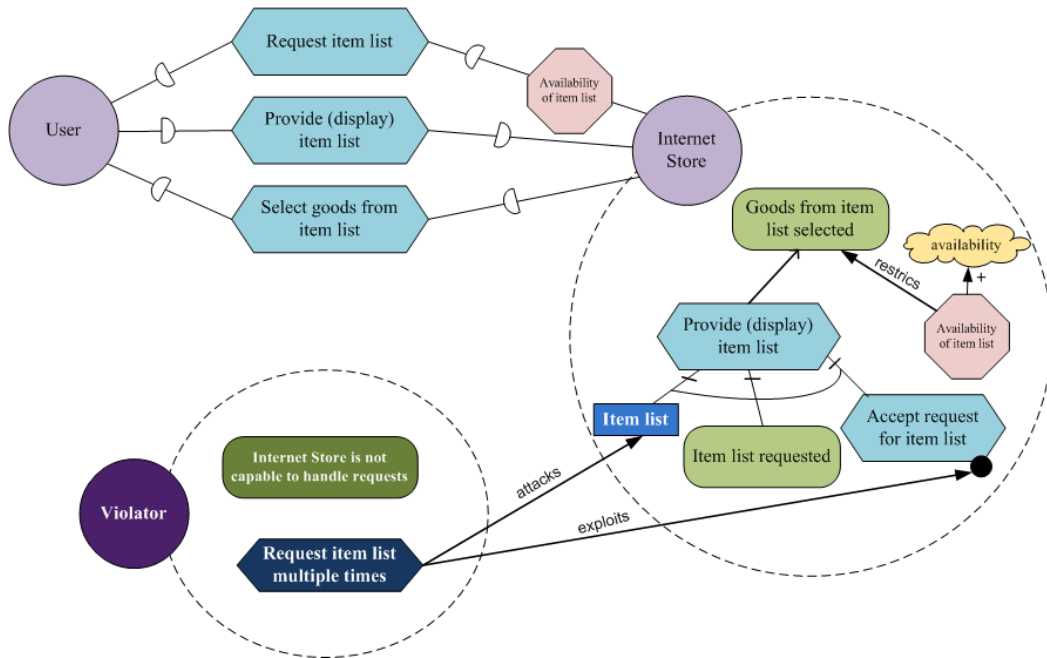 Request item list
Availability
of item list
User
Provide (display)
item list
Internet
Store
Select goods from
item list
Goods from item
list selected
availability
restrics
+
Provide (display)
item list
Availability
of item list
Item list
Accept request
for item list
Item list requested
Internet Store is not
capable to handle requests
attacks
Violator
exploits
Request item list
multiple times